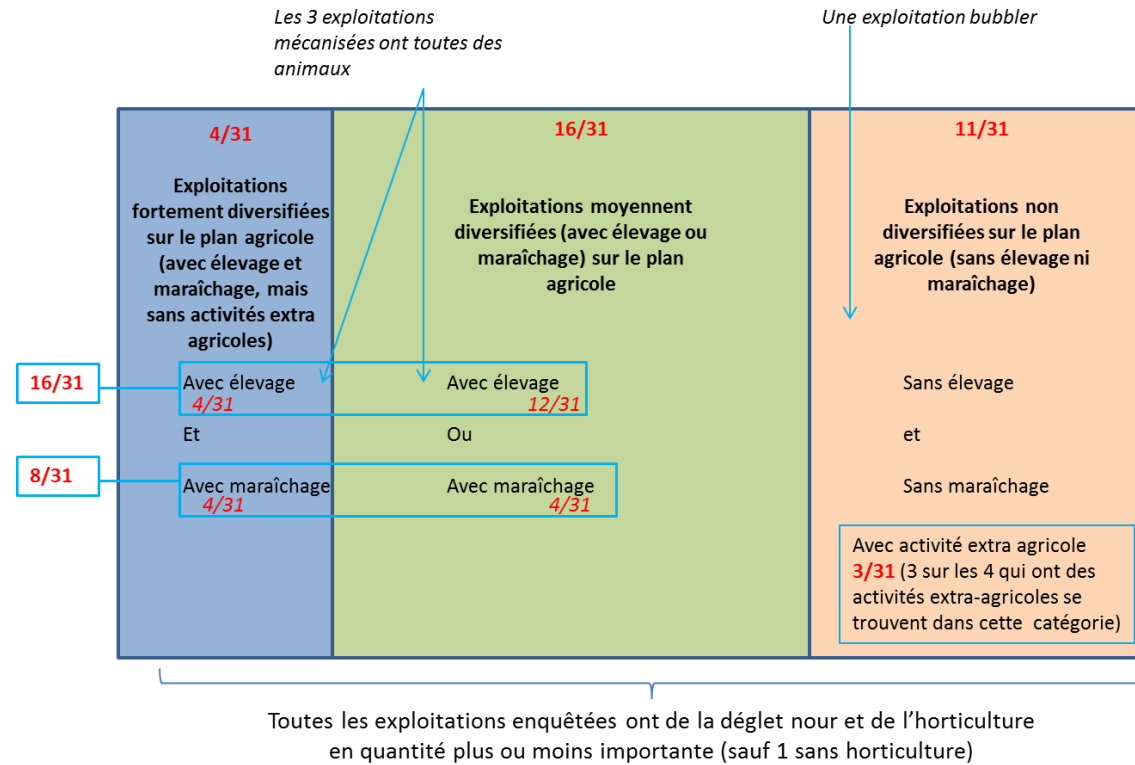 Les 3 exploitations
mécanisées ont toutes des
animaux
Une exploitation bubbler
4/31
Exploitations
fortement diversifiées
sur le plan agricole
(avec élevage et
maraîchage, mais
sans activités extra
agricoles)
16/31
Exploitations moyennent
diversifiées (avec élevage ou
maraîchage) sur le plan
agricole
11/31
Exploitations non
diversifiées sur le plan
agricole (sans élevage ni
maraîchage)
16/31
Avec élevage
4/31
Avec élevage
12/31
Sans élevage
Et
Ou
et
8/31
Avec maraîchage
4/31
Avec maraîchage
4/31
Sans maraîchage
Avec activité extra agricole
3/31 (3 sur les 4 qui ont des
activités extra-agricoles se
trouvent dans cette catégorie)
Toutes les exploitations enquêtées ont de la déglet nour et de l’horticulture
en quantité plus ou moins importante (sauf 1 sans horticulture)